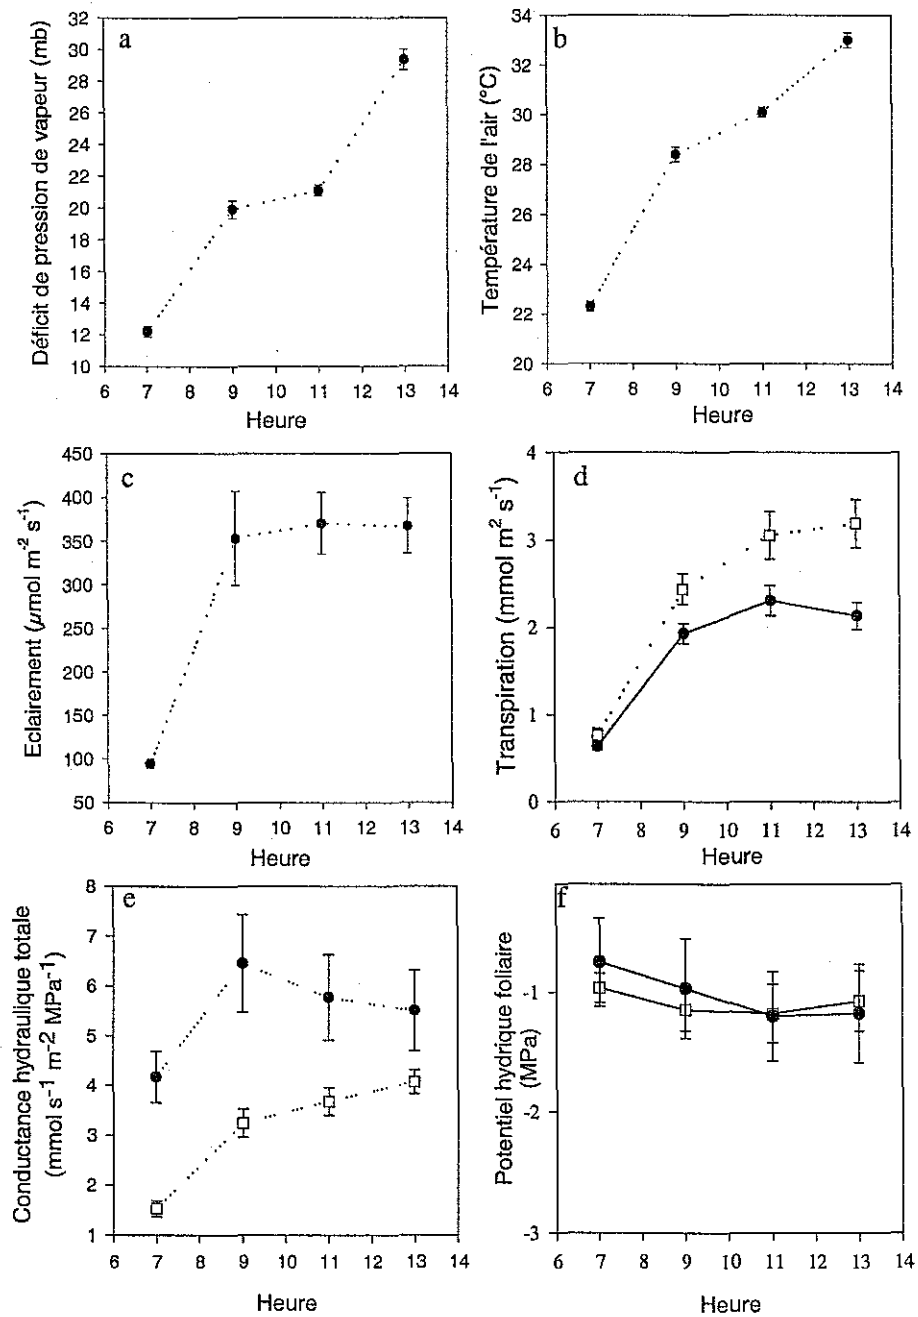 a
Déficit de pression de vapeur (mb)
32
30
28
26
24
22
20
18
16
14
12
10
6 7 8 9 10 11 12 13 14
Heure
b
Température de l'air (°C)
34
32
30
28
26
24
22
20
6 7 8 9 10 11 12 13 14
Heure
c
Eclairement (µmol m⁻² s⁻¹)
450
400
350
300
250
200
150
100
50
6 7 8 9 10 11 12 13 14
Heure
d
Transpiration (mmol m⁻² s⁻¹)
4
3
2
1
0
6 7 8 9 10 11 12 13 14
Heure
e
Conductance hydraulique totale
(mmol s⁻¹ m⁻² MPa⁻¹)
8
7
6
5
4
3
2
1
6 7 8 9 10 11 12 13 14
Heure
f
Potentiel hydrique foliaire
(MPa)
-1
-2
-3
6 7 8 9 10 11 12 13 14
Heure